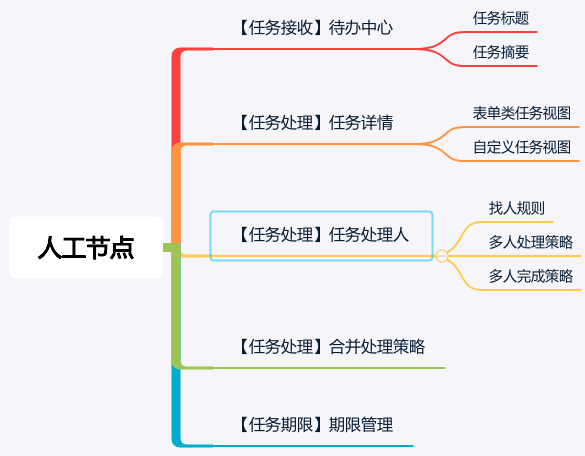 人工节点
【任务接收】待办中心
任务标题
任务摘要
【任务处理】任务详情
表单类任务视图
自定义任务视图
【任务处理】任务处理人
找人规则
多人处理策略
多人完成策略
【任务处理】合并处理策略
【任务期限】期限管理